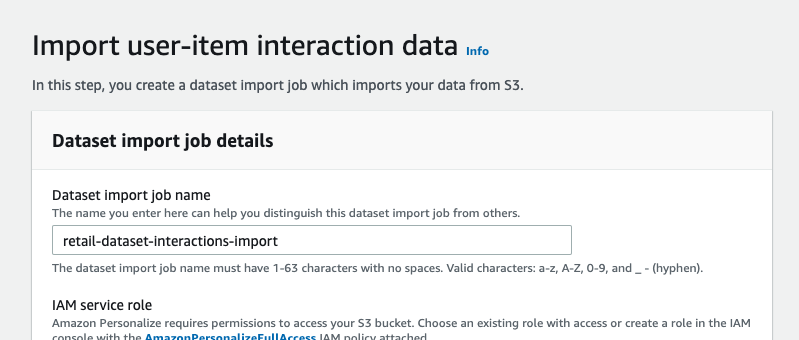 Import user-item interaction data Info
In this step, you create a dataset import job which imports your data from S3.
Dataset import job details
Dataset import job name
The name you enter here can help you distinguish this dataset import job from others.
retail-dataset-interactions-import
The dataset import job name must have 1-63 characters with no spaces. Valid characters: a-z, A-Z, 0-9, and _ - (hyphen).
IAM service role
Amazon Personalize requires permissions to access your S3 bucket. Choose an existing role with access or create a role in the IAM
console with the AmazonPersonalizeFullAccess IAM policy attached.